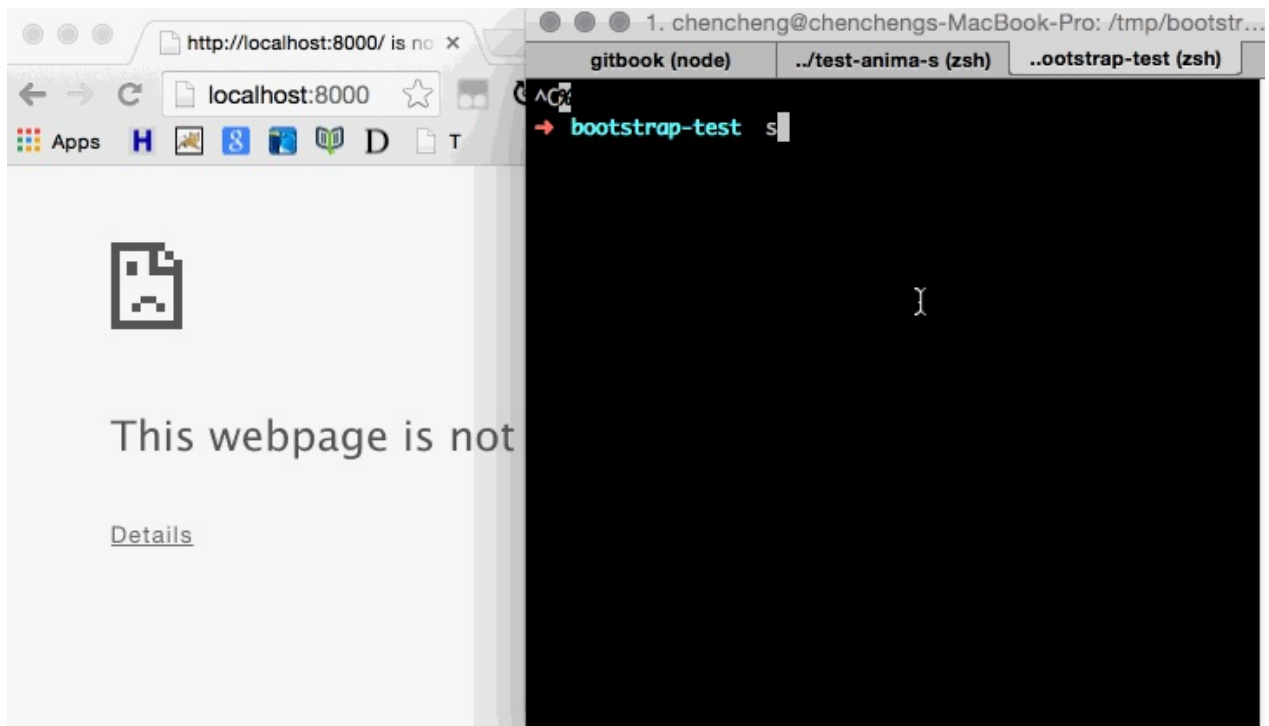 http://localhost:8000/ is no
localhost:8000
Apps H 8 D T
This webpage is not
Details
1. chencheng@chenchengs-MacBook-Pro: /tmp/bootstr...
gitbook (node) ../test-anima-s (zsh) ..ootstrap-test (zsh)
^C%
➜ bootstrap-test s